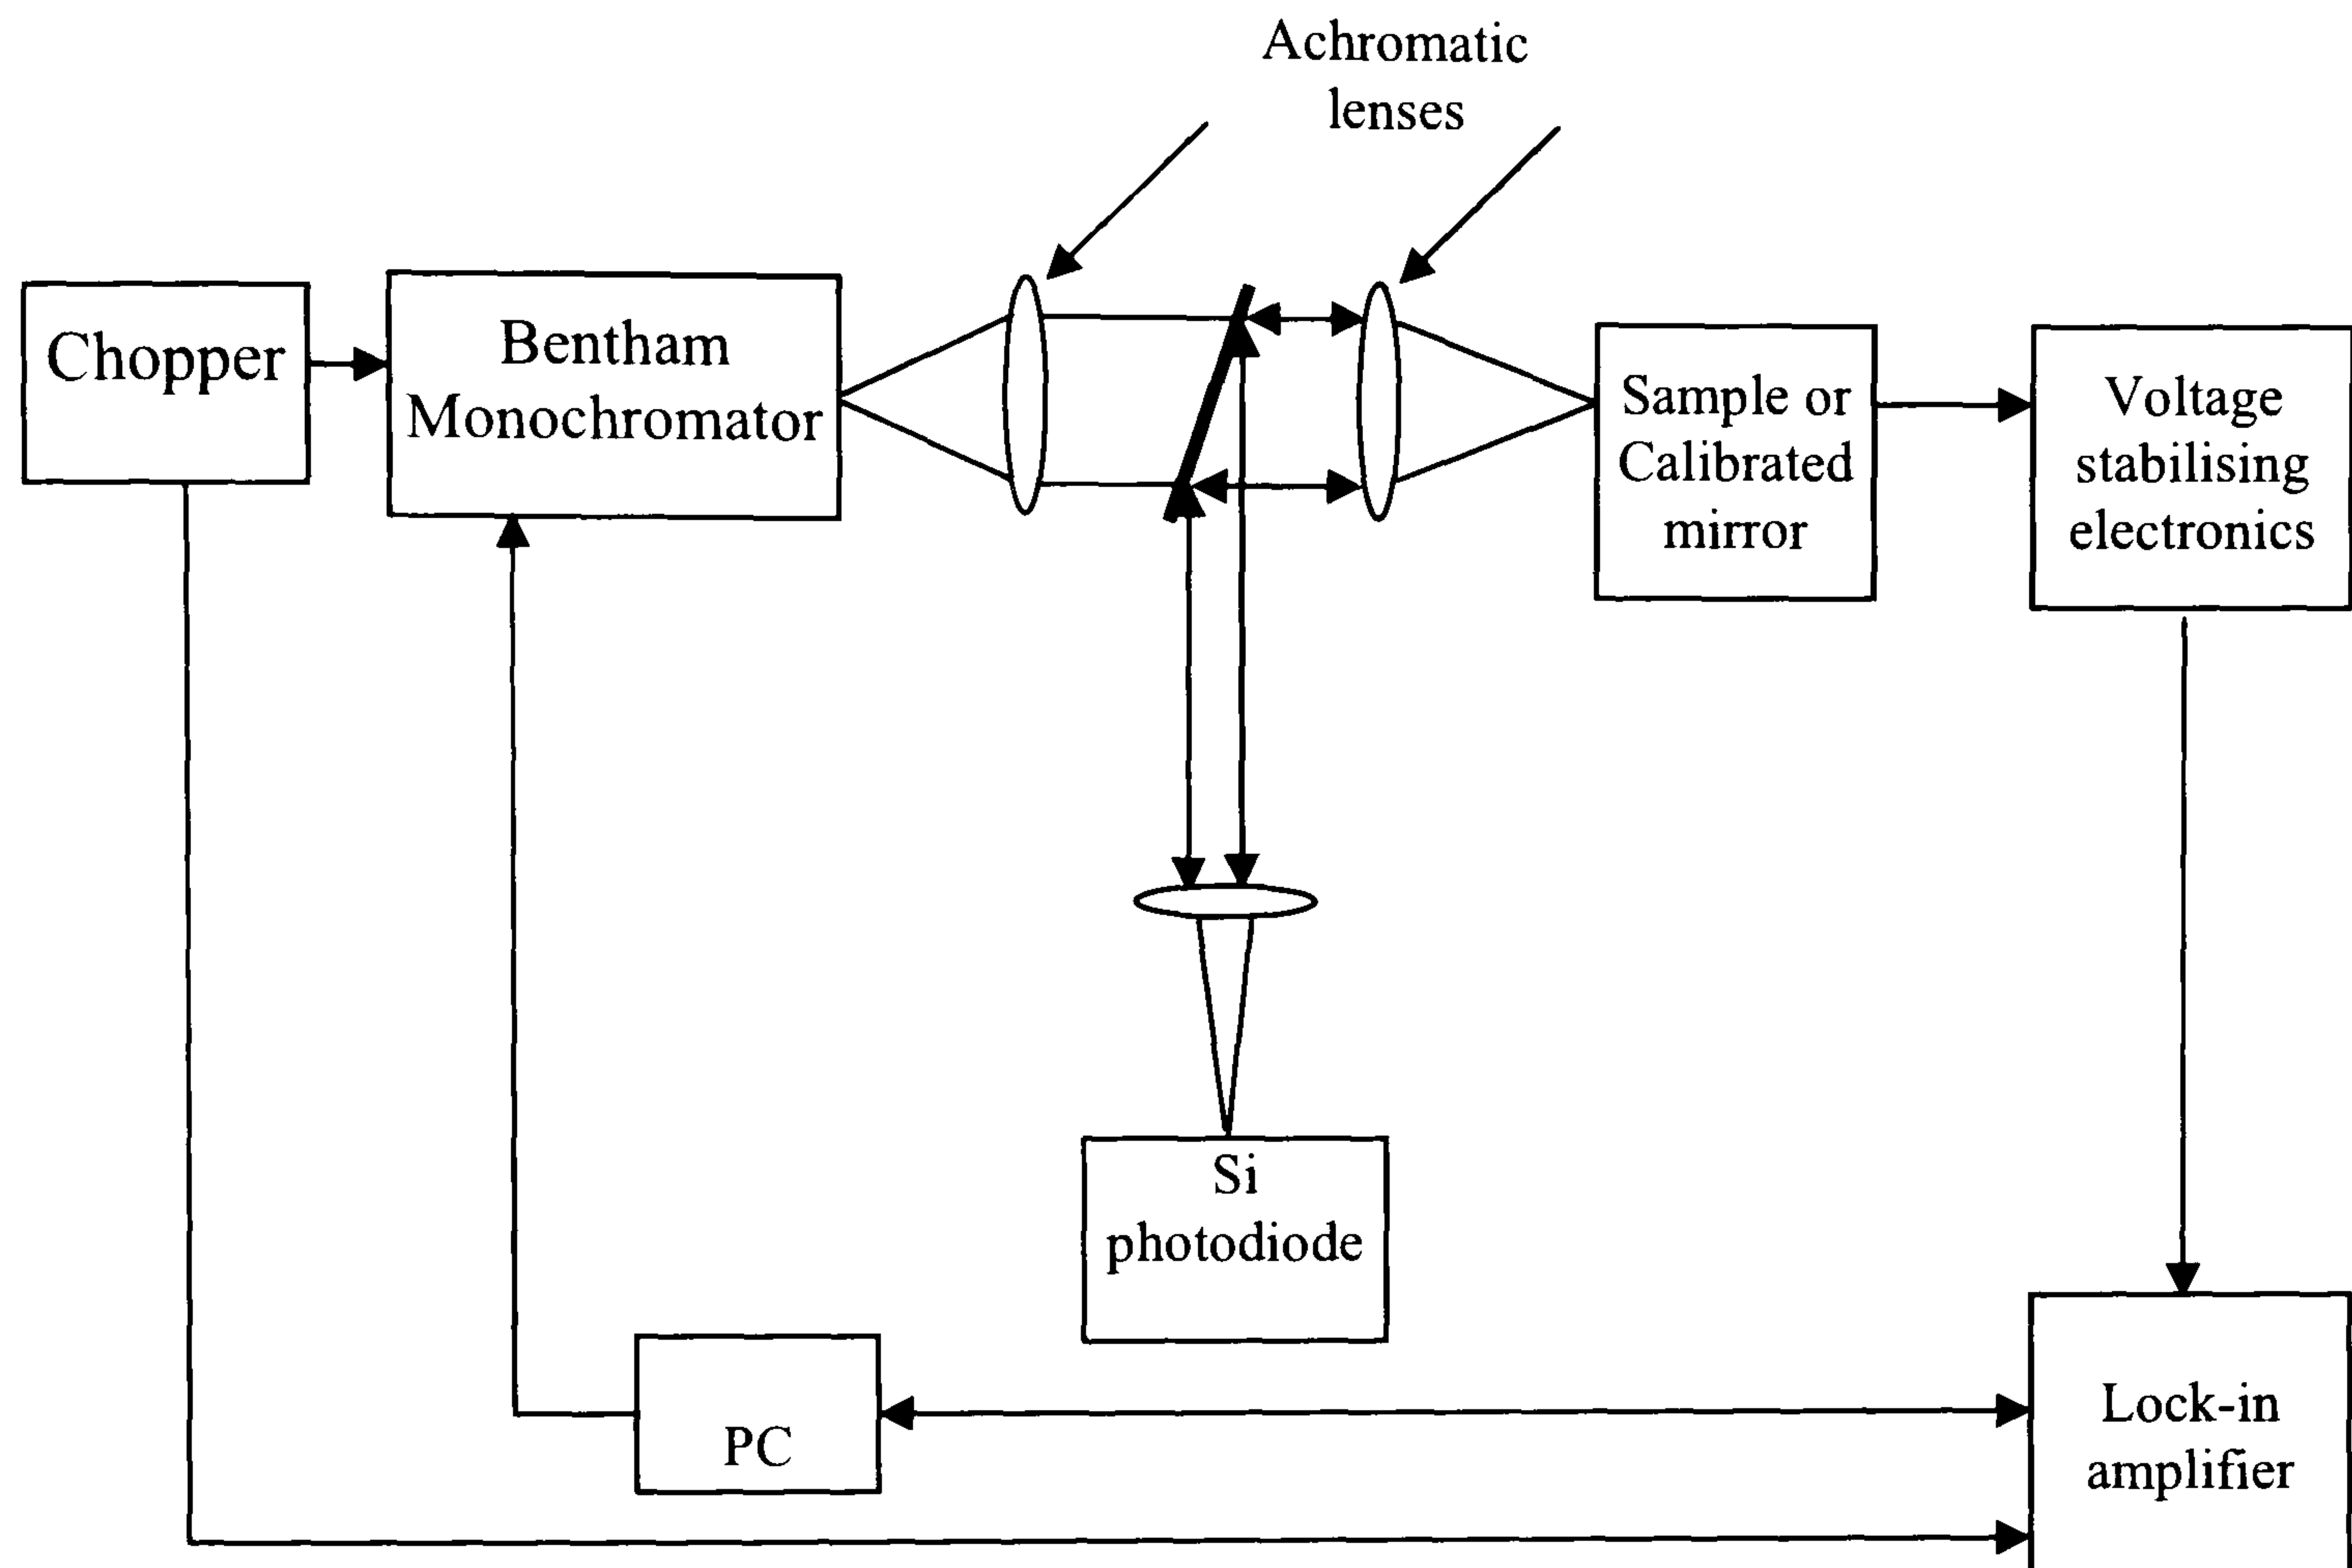 Achromatic
lenses
Chopper
Bentham
Monochromator
Sample or
Calibrated
mirror
Voltage
stabilising
electronics
Si
photodiode
PC
Lock-in
amplifier